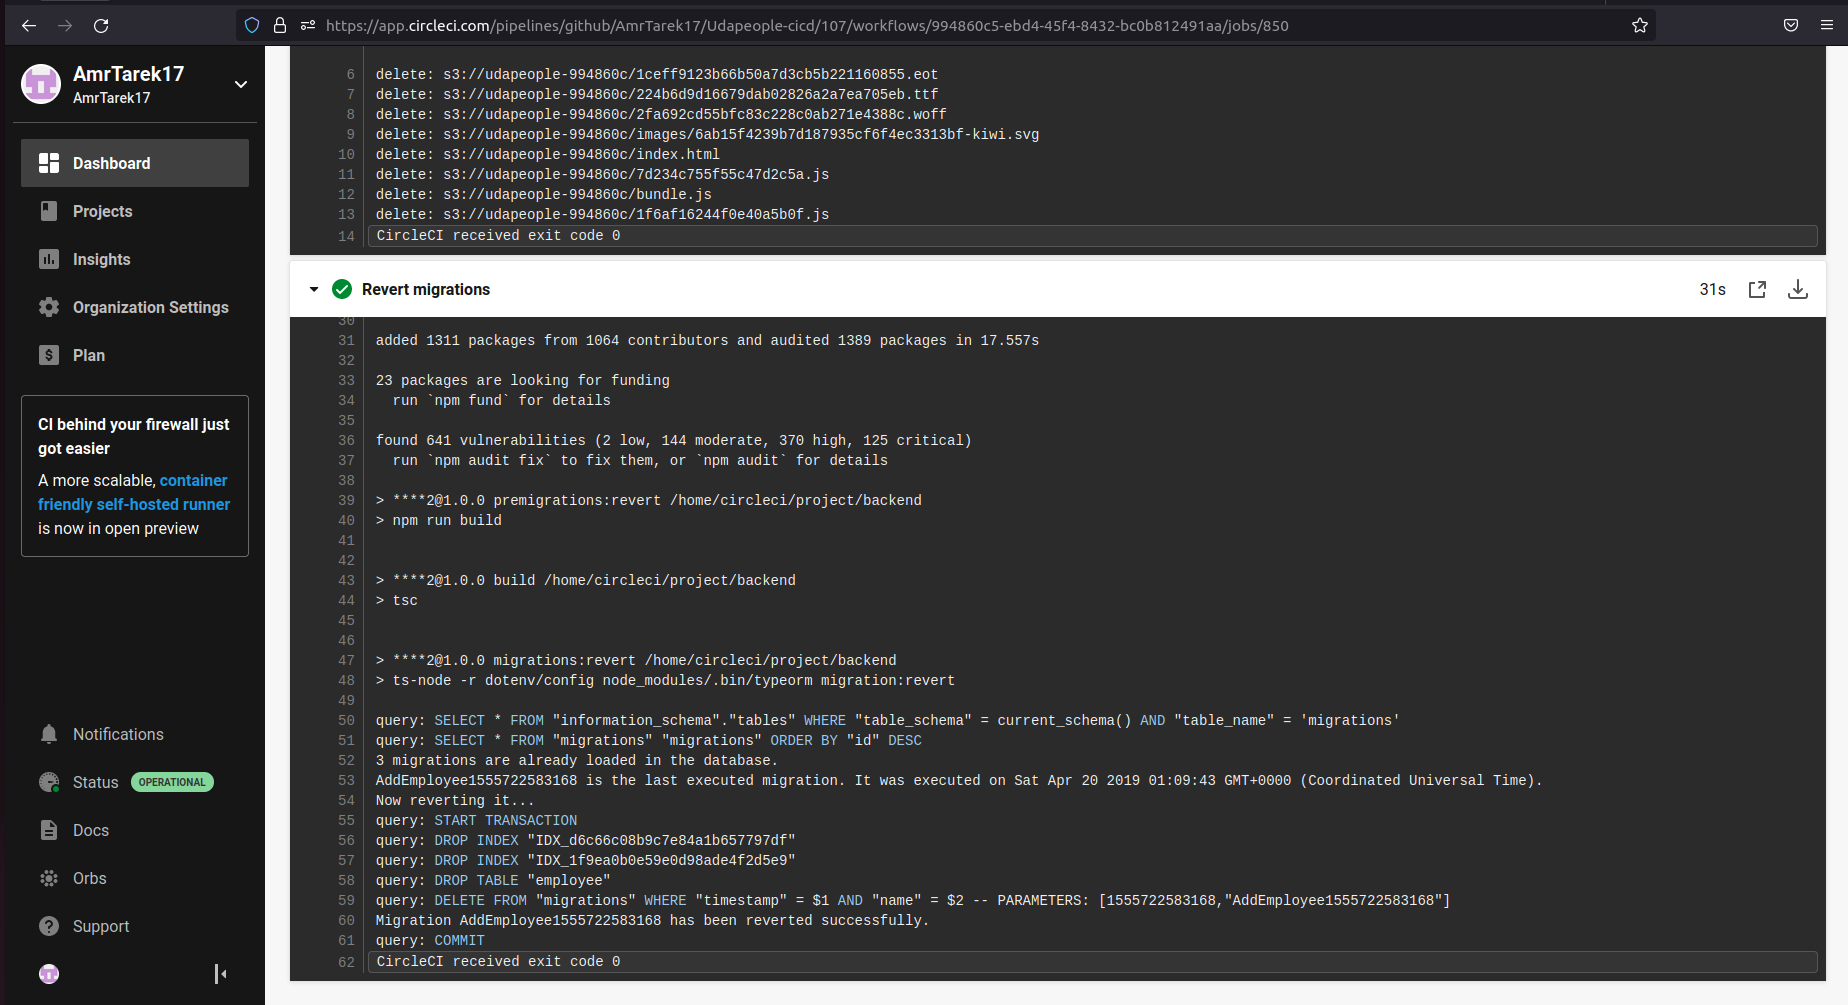 https://app.circleci.com/pipelines/github/AmrTarek17/Udapeople-cicd/107/workflows/994860c5-ebd4-45f4-8432-bc0b812491aa/jobs/850
AmrTarek17
AmrTarek17
Dashboard
Projects
Insights
Organization Settings
Plan
CI behind your firewall just
got easier
A more scalable, container
friendly self-hosted runner
is now in open preview
Notifications
Status OPERATIONAL
Docs
Orbs
Support
6 delete: s3://udapeople-994860c/1ceff9123b66b50a7d3cb5b221160855.eot
7 delete: s3://udapeople-994860c/224b6d9d16679dab02826a2a7ea705eb.ttf
8 delete: s3://udapeople-994860c/2fa692cd55bfc83c228c0ab271e4388c.woff
9 delete: s3://udapeople-994860c/images/6ab15f4239b7d187935cf6f4ec3313bf-kiwi.svg
10 delete: s3://udapeople-994860c/index.html
11 delete: s3://udapeople-994860c/7d234c755f55c47d2c5a.js
12 delete: s3://udapeople-994860c/bundle.js
13 delete: s3://udapeople-994860c/1f6af16244f0e40a5b0f.js
14 CircleCI received exit code 0
Revert migrations 31s
30
31 added 1311 packages from 1064 contributors and audited 1389 packages in 17.557s
32
33 23 packages are looking for funding
34 run `npm fund` for details
35
36 found 641 vulnerabilities (2 low, 144 moderate, 370 high, 125 critical)
37 run `npm audit fix` to fix them, or `npm audit` for details
38
39 > ****2@1.0.0 premigrations:revert /home/circleci/project/backend
40 > npm run build
41
42
43 > ****2@1.0.0 build /home/circleci/project/backend
44 > tsc
45
46
47 > ****2@1.0.0 migrations:revert /home/circleci/project/backend
48 > ts-node -r dotenv/config node_modules/.bin/typeorm migration:revert
49
50 query: SELECT * FROM "information_schema"."tables" WHERE "table_schema" = current_schema() AND "table_name" = 'migrations'
51 query: SELECT * FROM "migrations" "migrations" ORDER BY "id" DESC
52 3 migrations are already loaded in the database.
53 AddEmployee1555722583168 is the last executed migration. It was executed on Sat Apr 20 2019 01:09:43 GMT+0000 (Coordinated Universal Time).
54 Now reverting it...
55 query: START TRANSACTION
56 query: DROP INDEX "IDX_d6c66c08b9c7e84a1b657797df"
57 query: DROP INDEX "IDX_1f9ea0b0e59e0d98ade4f2d5e9"
58 query: DROP TABLE "employee"
59 query: DELETE FROM "migrations" WHERE "timestamp" = $1 AND "name" = $2 -- PARAMETERS: [1555722583168,"AddEmployee1555722583168"]
60 Migration AddEmployee1555722583168 has been reverted successfully.
61 query: COMMIT
62 CircleCI received exit code 0